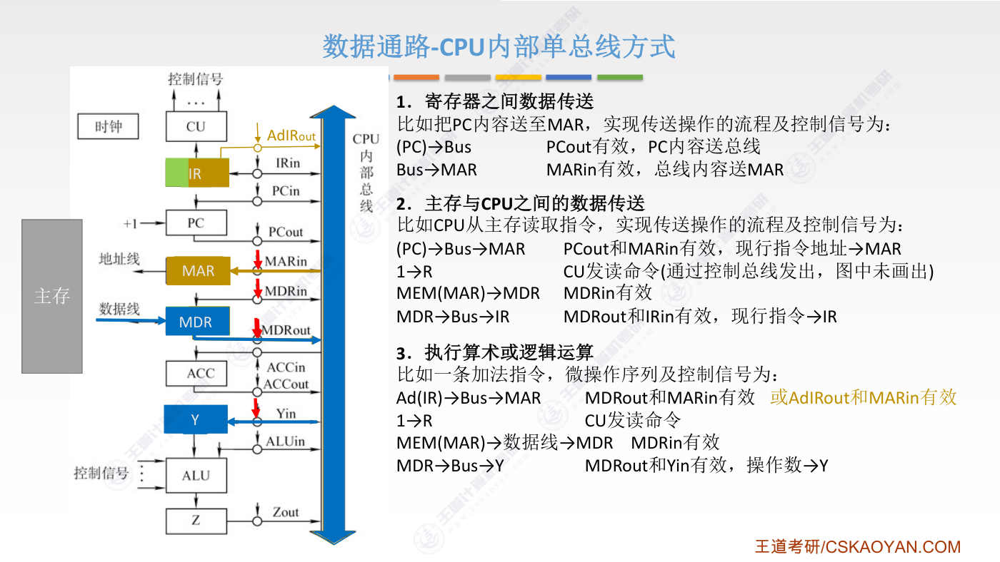 数据通路-CPU内部单总线方式
控制信号
...
时钟
CU
AdIRout
CPU内部总线
IR
IRin
PCin
+1
PC
PCout
地址线
MAR
MARin
主存
MDRin
数据线
MDR
MDRout
ACC
ACCin
ACCout
Y
Yin
ALUin
控制信号
ALU
Z
Zout
1．寄存器之间数据传送
比如把PC内容送至MAR，实现传送操作的流程及控制信号为：
(PC)→Bus PCout有效，PC内容送总线
Bus→MAR MARin有效，总线内容送MAR
2．主存与CPU之间的数据传送
比如CPU从主存读取指令，实现传送操作的流程及控制信号为：
(PC)→Bus→MAR PCout和MARin有效，现行指令地址→MAR
1→R CU发读命令(通过控制总线发出，图中未画出)
MEM(MAR)→MDR MDRin有效
MDR→Bus→IR MDRout和IRin有效，现行指令→IR
3．执行算术或逻辑运算
比如一条加法指令，微操作序列及控制信号为：
Ad(IR)→Bus→MAR MDRout和MARin有效 或AdIRout和MARin有效
1→R CU发读命令
MEM(MAR)→数据线→MDR MDRin有效
MDR→Bus→Y MDRout和Yin有效，操作数→Y
王道考研/CSKAOYAN.COM